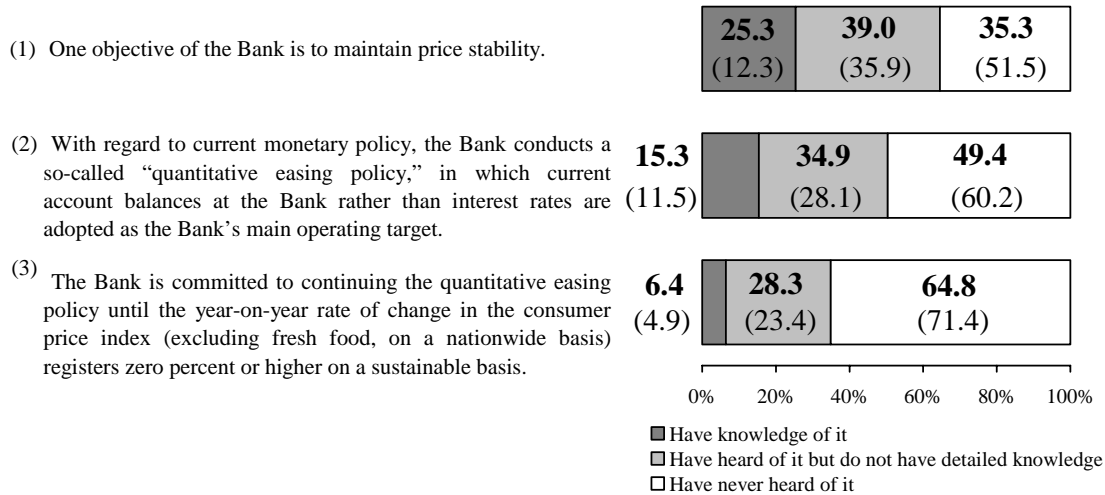 (1) One objective of the Bank is to maintain price stability.
25.3 39.0 35.3
(12.3) (35.9) (51.5)
(2) With regard to current monetary policy, the Bank conducts a
so-called “quantitative easing policy,” in which current
account balances at the Bank rather than interest rates are
adopted as the Bank’s main operating target.
15.3 34.9 49.4
(11.5) (28.1) (60.2)
(3) The Bank is committed to continuing the quantitative easing
policy until the year-on-year rate of change in the consumer
price index (excluding fresh food, on a nationwide basis)
registers zero percent or higher on a sustainable basis.
6.4 28.3 64.8
(4.9) (23.4) (71.4)
0% 20% 40% 60% 80% 100%
Have knowledge of it
Have heard of it but do not have detailed knowledge
Have never heard of it